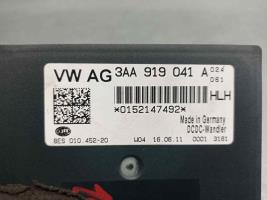 VW AG 3AA 919 041 A 024
081
HLH
*0152147492*
Made in Germany
DCDC-Wandler
8ES 010 452-20 W04 16.06.11 0001 3161